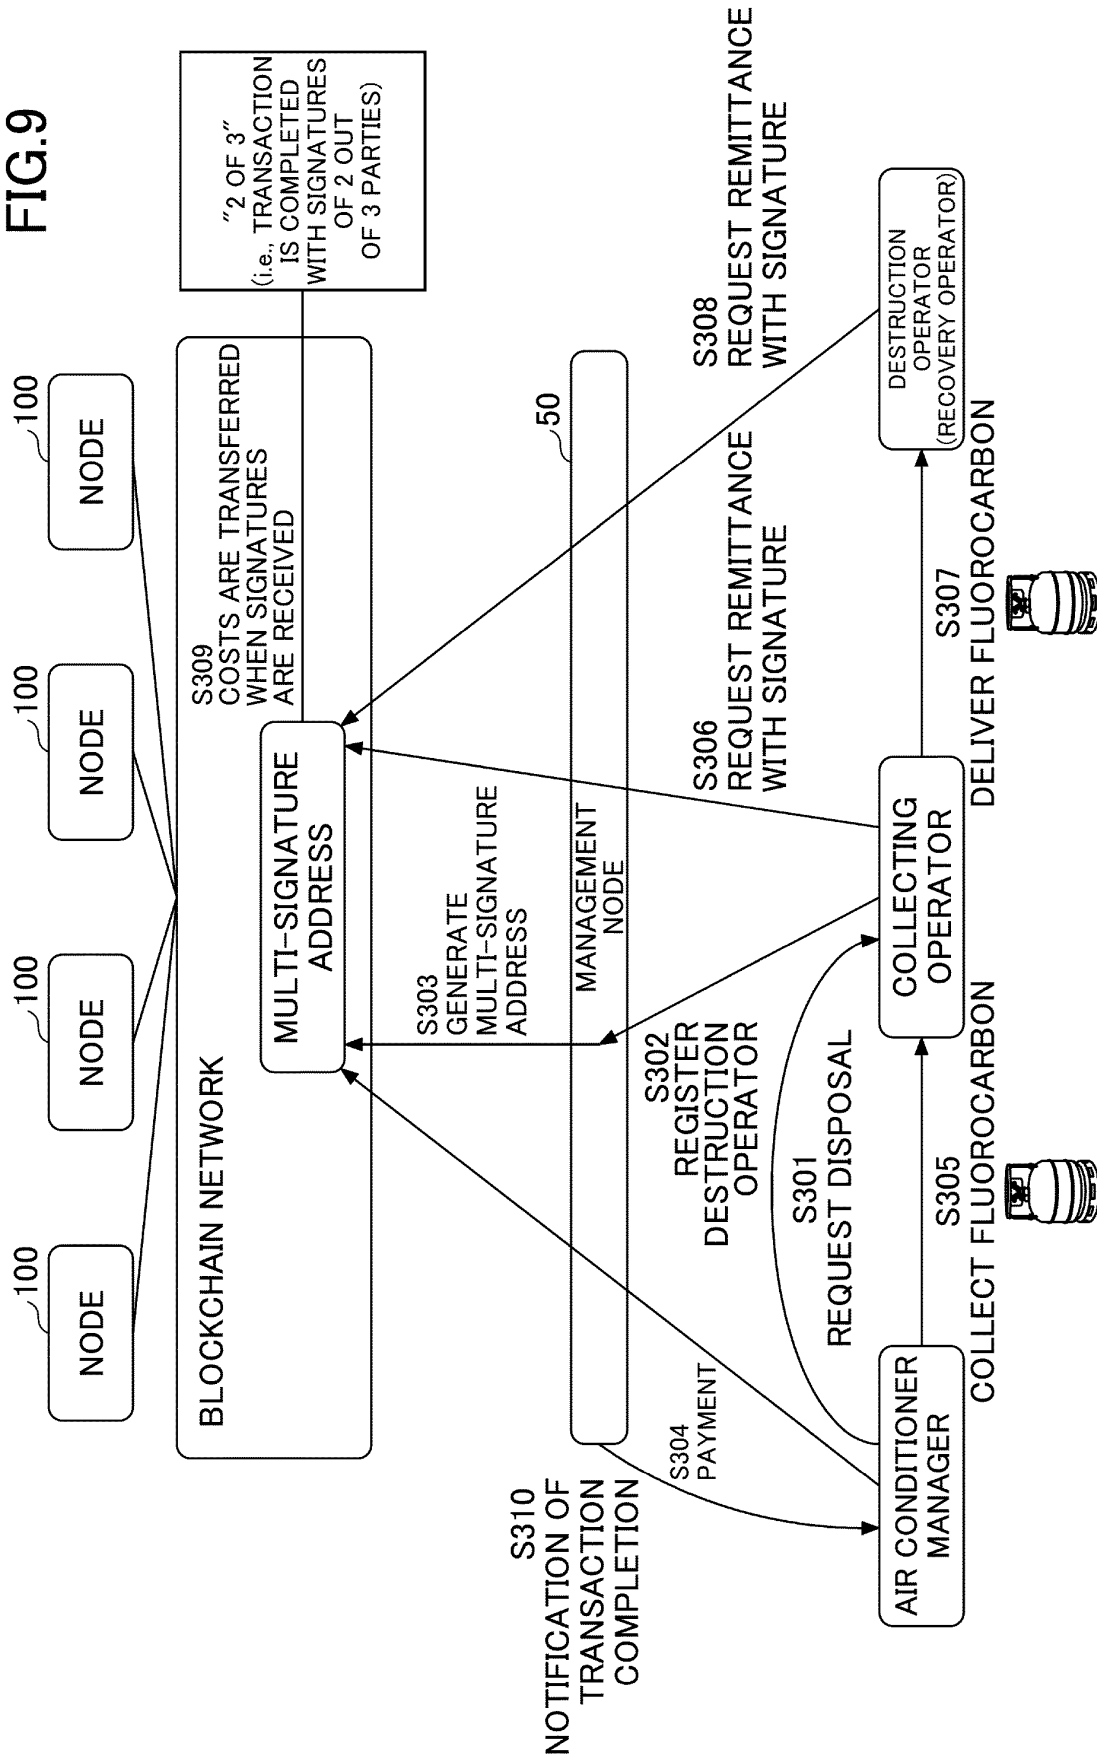 FIG.9
100
NODE
100
NODE
100
NODE
100
NODE
BLOCKCHAIN NETWORK
S309
COSTS ARE TRANSFERRED
WHEN SIGNATURES
ARE RECEIVED
MULTI-SIGNATURE
ADDRESS
"2 OF 3"
(i.e., TRANSACTION
IS COMPLETED
WITH SIGNATURES
OF 2 OUT
OF 3 PARTIES)
S303
GENERATE
MULTI-SIGNATURE
ADDRESS
50
MANAGEMENT
NODE
S310
NOTIFICATION OF
TRANSACTION
COMPLETION
S304
PAYMENT
S302
REGISTER
DESTRUCTION
OPERATOR
S301
REQUEST DISPOSAL
S306
REQUEST REMITTANCE
WITH SIGNATURE
S308
REQUEST REMITTANCE
WITH SIGNATURE
AIR CONDITIONER
MANAGER
COLLECTING
OPERATOR
DESTRUCTION
OPERATOR
(RECOVERY OPERATOR)
S305
COLLECT FLUOROCARBON
S307
DELIVER FLUOROCARBON